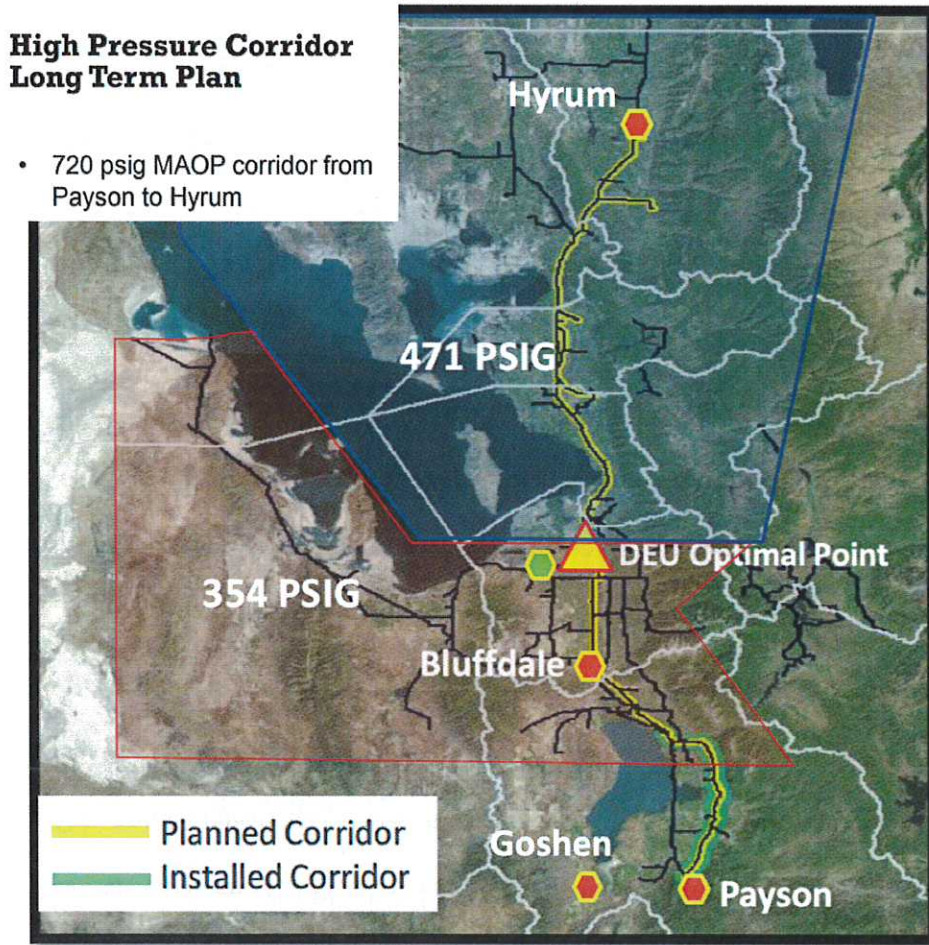 High Pressure Corridor
Long Term Plan
• 720 psig MAOP corridor from
Payson to Hyrum
Hyrum
471 PSIG
DEU Optimal Point
354 PSIG
Bluffdale
Planned Corridor
Installed Corridor
Goshen
Payson